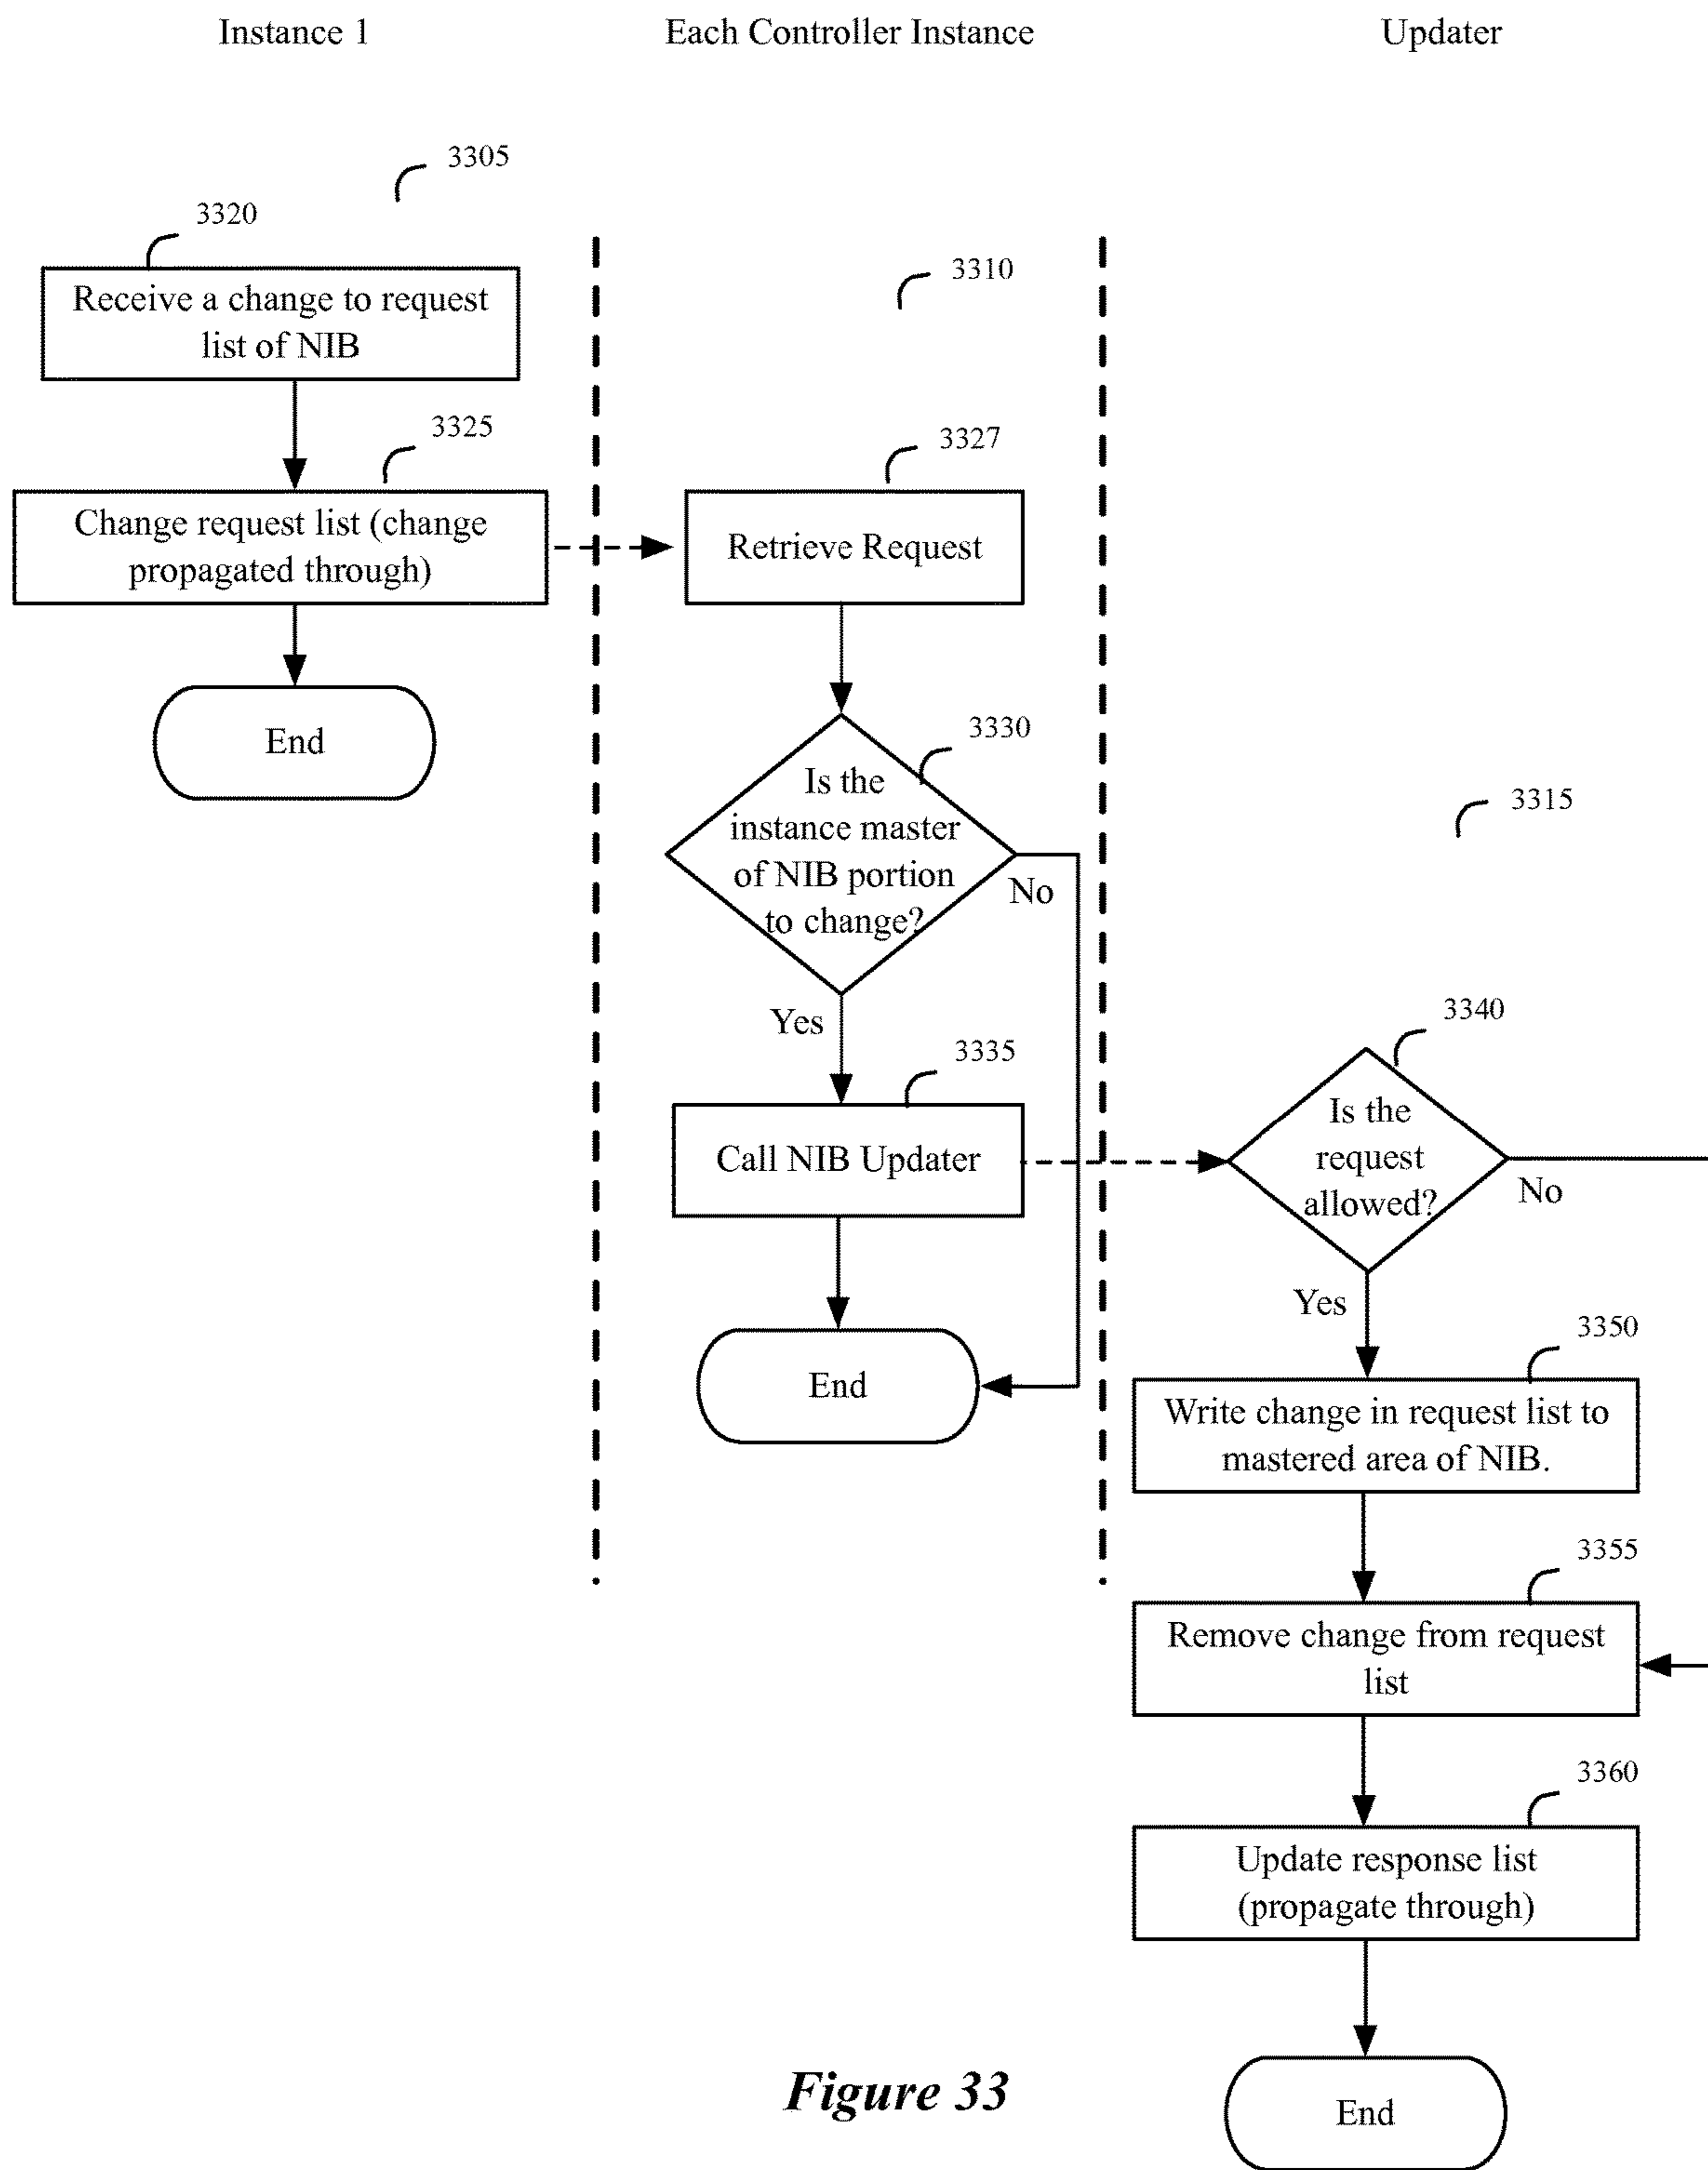 Instance 1
Each Controller Instance
Updater
3305
3320
Receive a change to request
list of NIB
3325
Change request list (change
propagated through)
End
3310
3327
Retrieve Request
3330
Is the
instance master
of NIB portion
to change?
No
Yes
3335
Call NIB Updater
End
3315
3340
Is the
request
allowed?
No
Yes
3350
Write change in request list to
mastered area of NIB.
3355
Remove change from request
list
3360
Update response list
(propagate through)
End
Figure 33